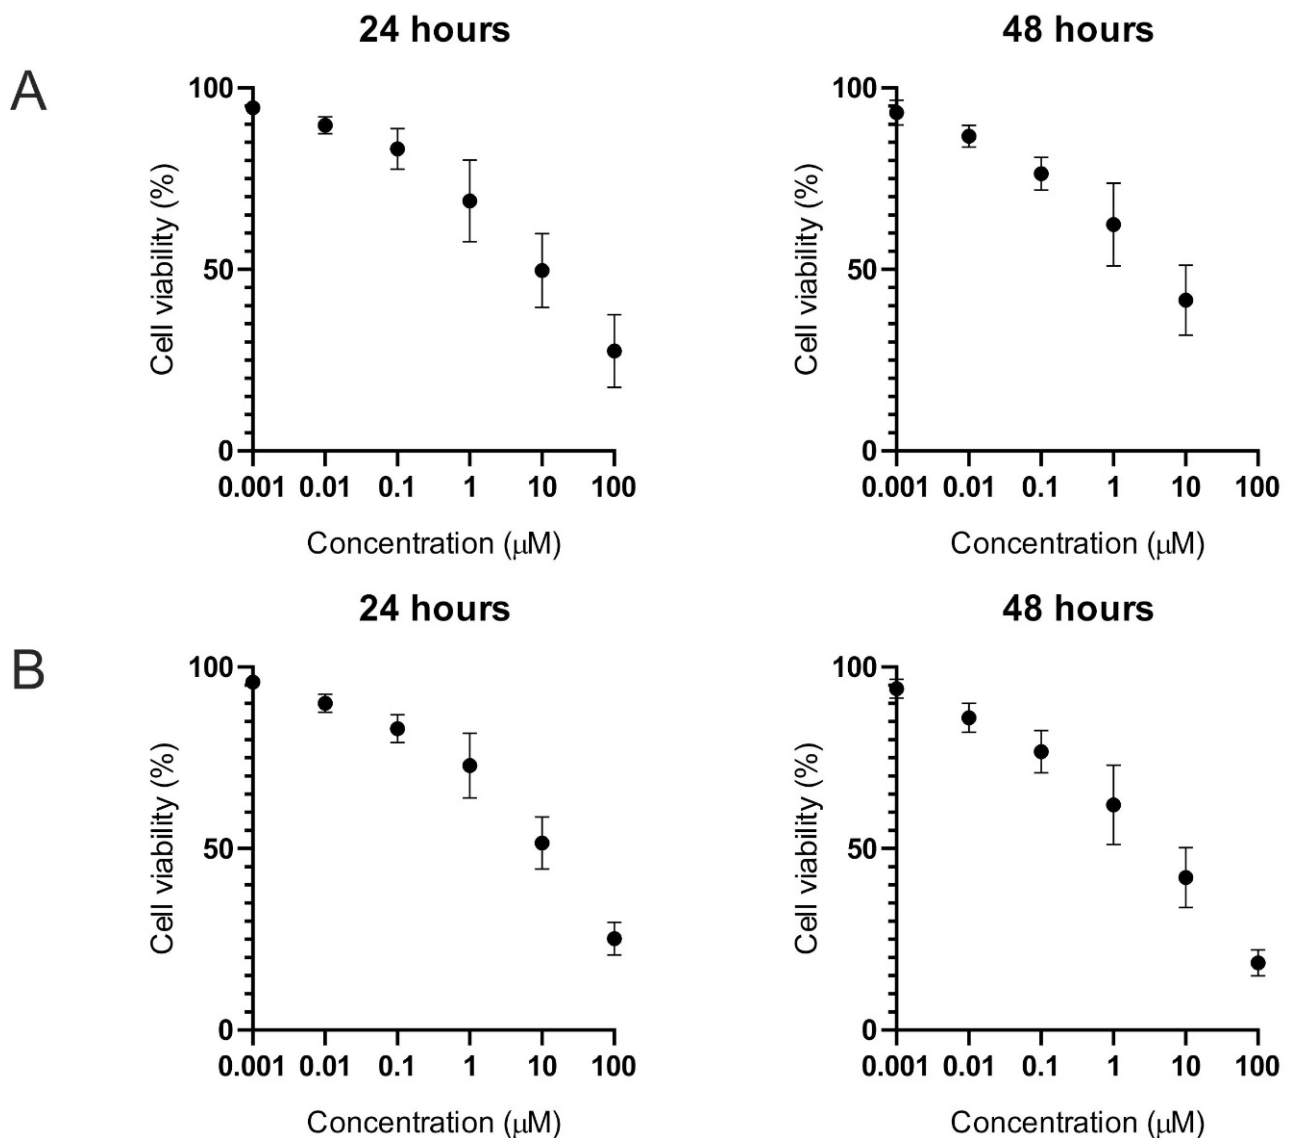 24 hours
48 hours
A
100
50
0
Cell viability (%)
0.001 0.01 0.1 1 10 100
Concentration (μM)
100
50
0
Cell viability (%)
0.001 0.01 0.1 1 10 100
Concentration (μM)
24 hours
48 hours
B
100
50
0
Cell viability (%)
0.001 0.01 0.1 1 10 100
Concentration (μM)
100
50
0
Cell viability (%)
0.001 0.01 0.1 1 10 100
Concentration (μM)